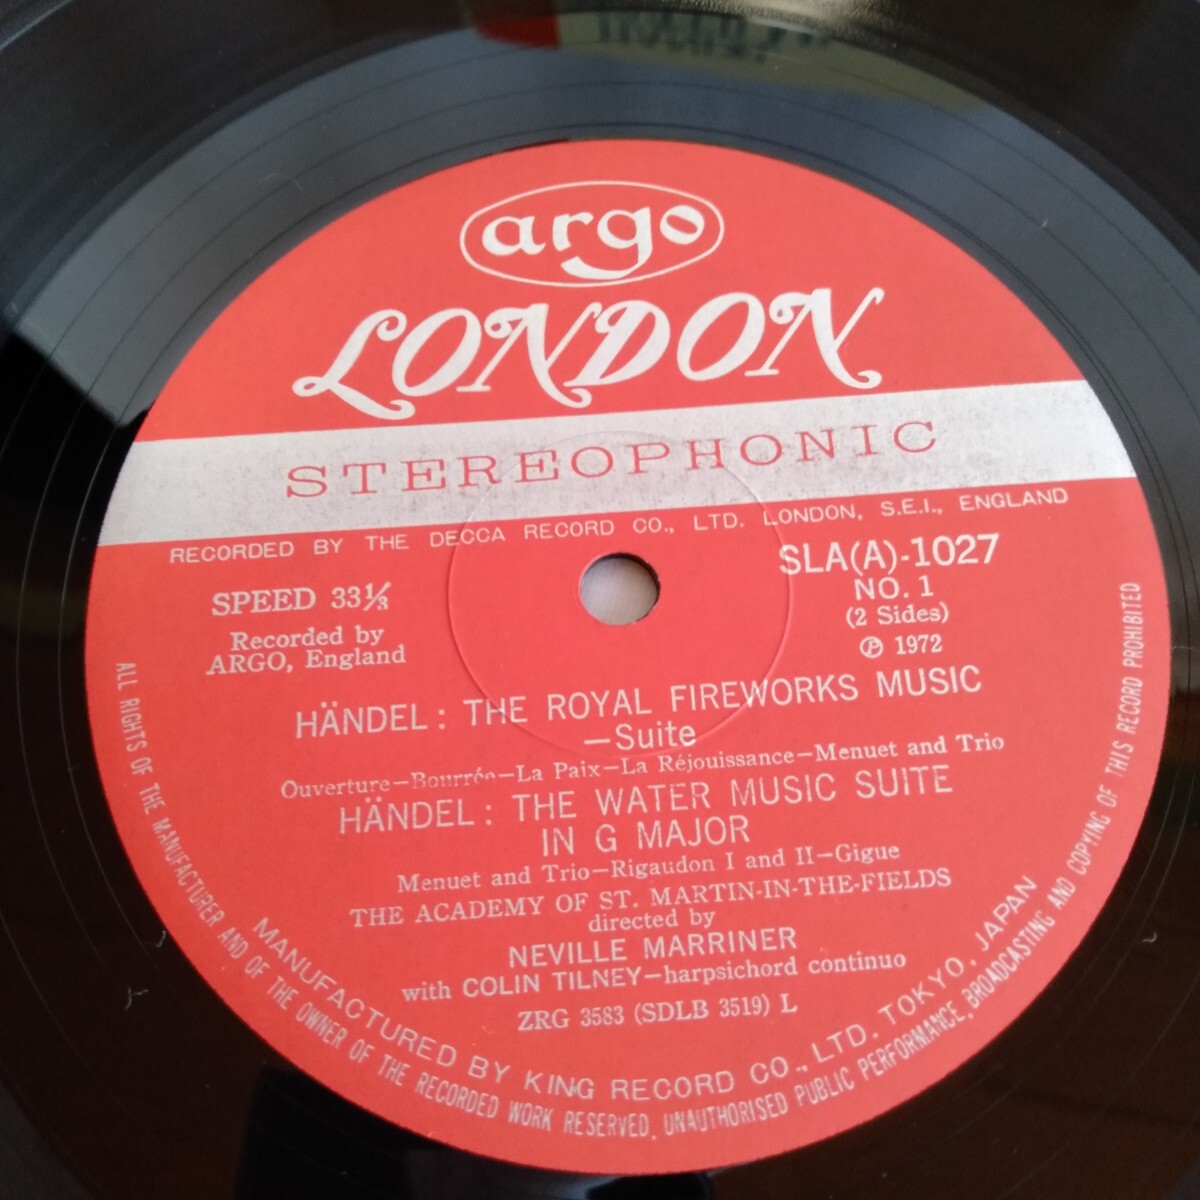 argo
LONDON
STEREOPHONIC
RECORDED BY THE DECCA RECORD CO., LTD. LONDON, S.E.I., ENGLAND
SPEED 33⅓
Recorded by
ARGO, England
SLA(A)-1027
NO. 1
(2 Sides)
Ⓟ 1972
HÄNDEL: THE ROYAL FIREWORKS MUSIC
—Suite
Ouverture—Bourrée—La Paix—La Réjouissance—Menuet and Trio
HÄNDEL: THE WATER MUSIC SUITE
IN G MAJOR
Menuet and Trio—Rigaudon I and II—Gigue
THE ACADEMY OF ST. MARTIN-IN-THE-FIELDS
directed by
NEVILLE MARRINER
with COLIN TILNEY—harpsichord continuo
ZRG 3583 (SDLB 3519) L
MANUFACTURED BY KING RECORD CO., LTD. TOKYO, JAPAN
ALL RIGHTS OF THE MANUFACTURER AND OF THE OWNER OF THE RECORDED WORK RESERVED. UNAUTHORISED PUBLIC PERFORMANCE, BROADCASTING AND COPYING OF THIS RECORD PROHIBITED